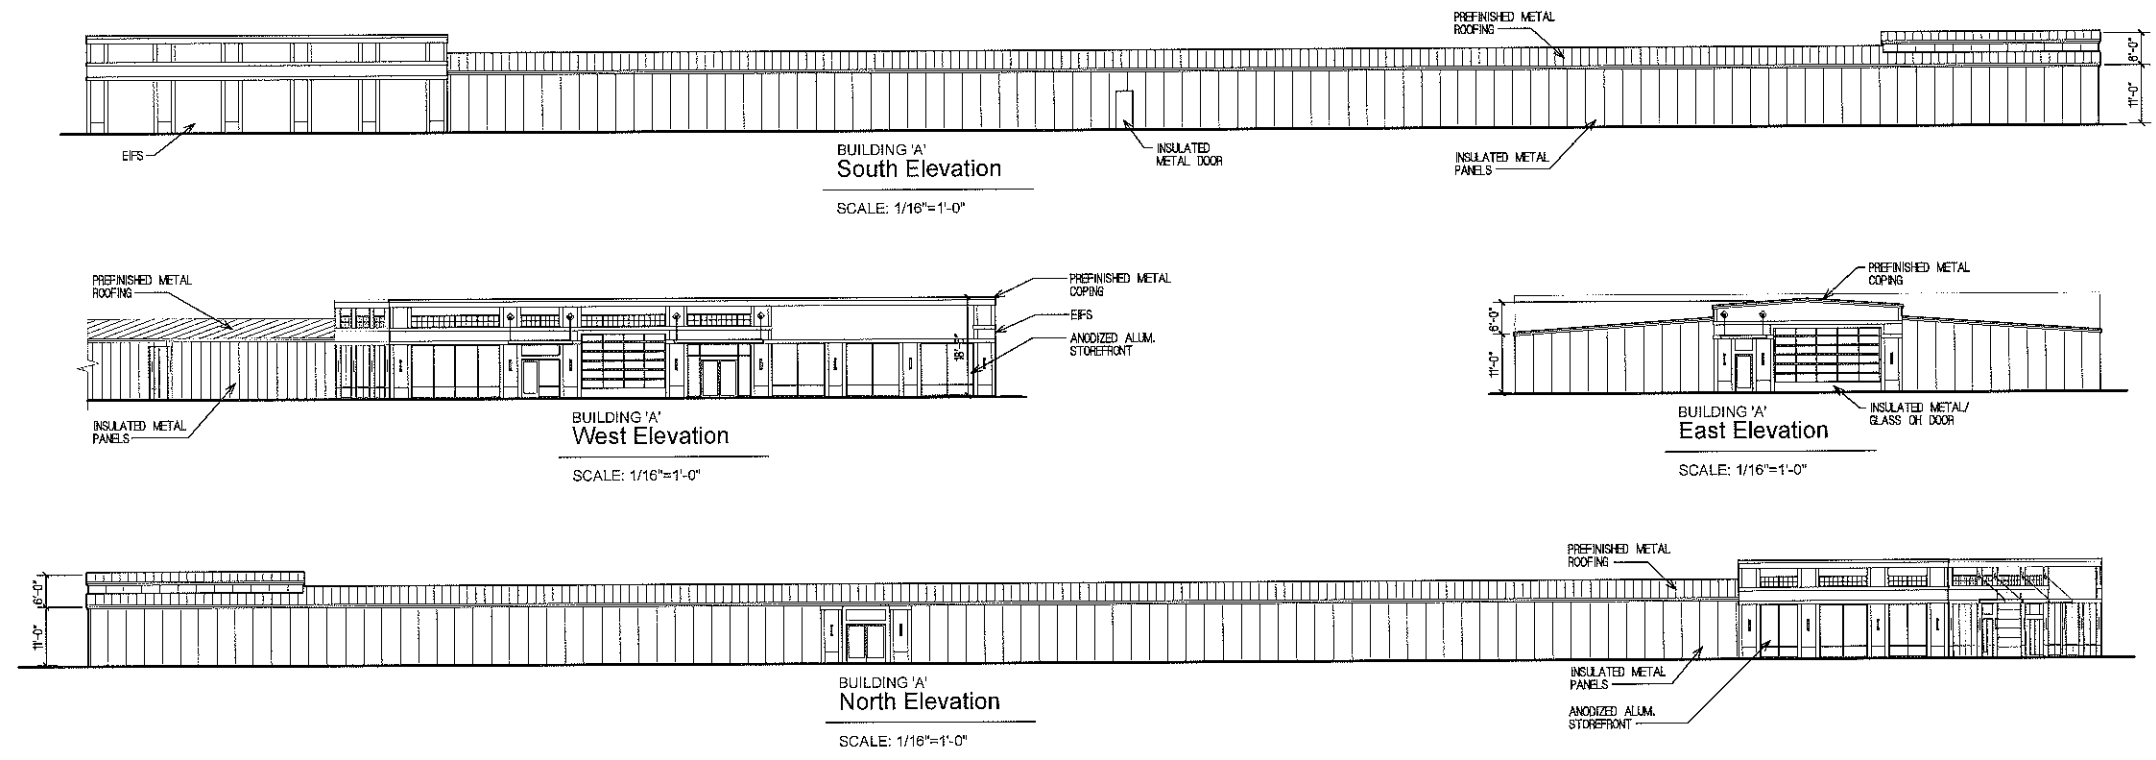 PREFINISHED METAL
ROOFING
6'-0"
11'-0"
EIFS
INSULATED
METAL DOOR
INSULATED METAL
PANELS
BUILDING 'A'
South Elevation
SCALE: 1/16"=1'-0"
PREFINISHED METAL
ROOFING
PREFINISHED METAL
COPING
EIFS
ANODIZED ALUM.
STOREFRONT
INSULATED METAL
PANELS
BUILDING 'A'
West Elevation
SCALE: 1/16"=1'-0"
PREFINISHED METAL
COPING
6'-0"
11'-0"
INSULATED METAL/
GLASS OH DOOR
BUILDING 'A'
East Elevation
SCALE: 1/16"=1'-0"
PREFINISHED METAL
ROOFING
6'-0"
11'-0"
INSULATED METAL
PANELS
ANODIZED ALUM.
STOREFRONT
BUILDING 'A'
North Elevation
SCALE: 1/16"=1'-0"